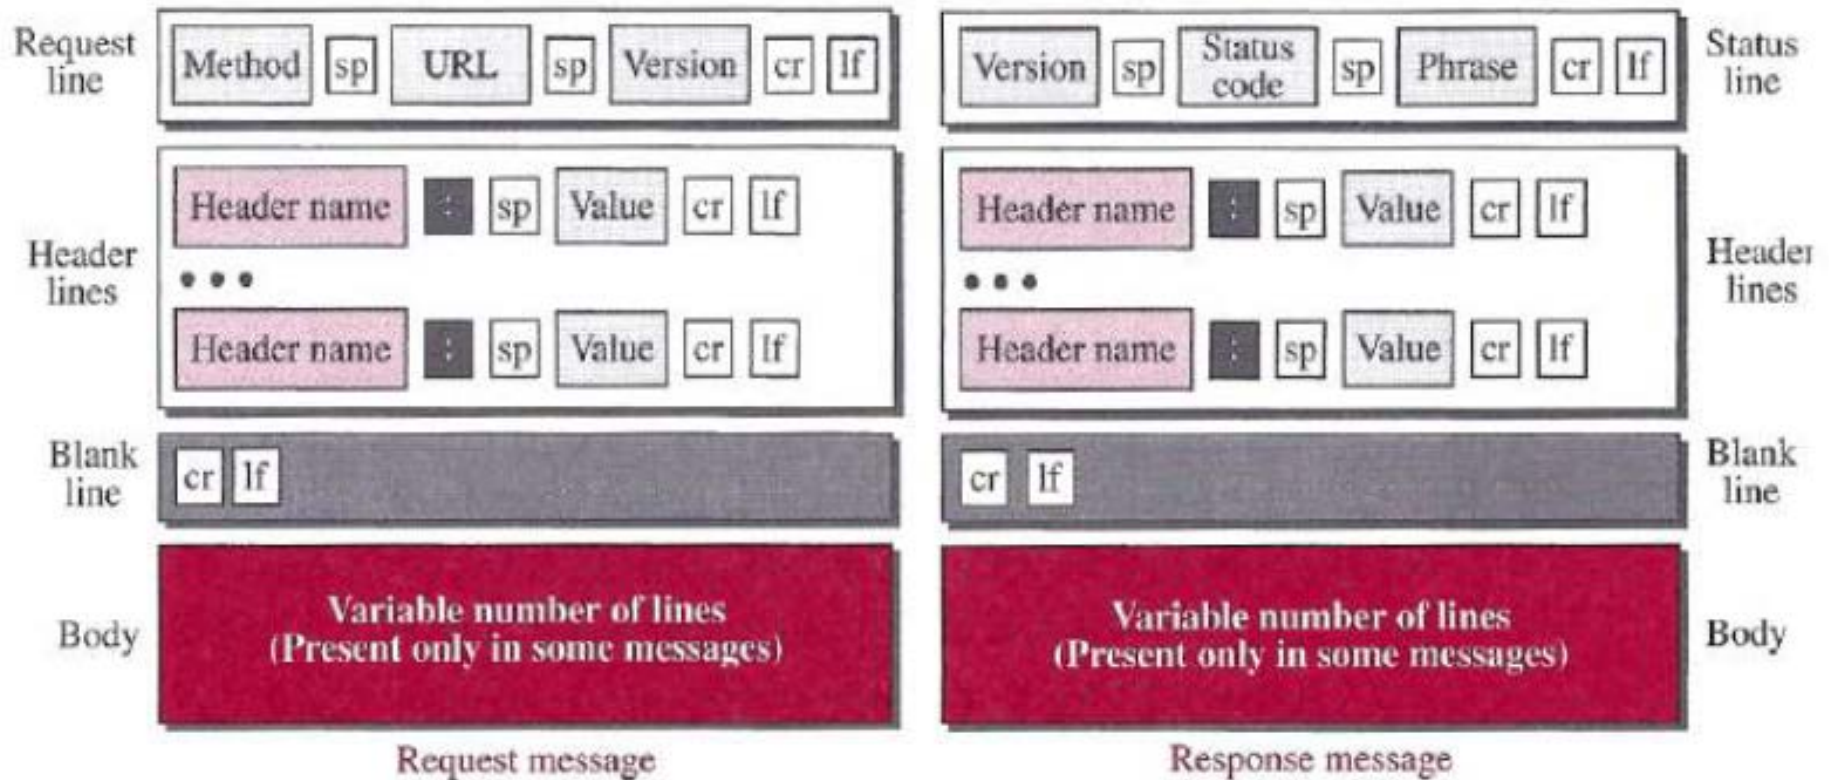 Request line
Method sp URL sp Version cr lf
Header lines
Header name : sp Value cr lf
Header name : sp Value cr lf
Blank line
cr lf
Body
Variable number of lines
(Present only in some messages)
Request message
Version sp Status code sp Phrase cr lf
Status line
Header name : sp Value cr lf
Header name : sp Value cr lf
Header lines
cr lf
Blank line
Variable number of lines
(Present only in some messages)
Body
Response message